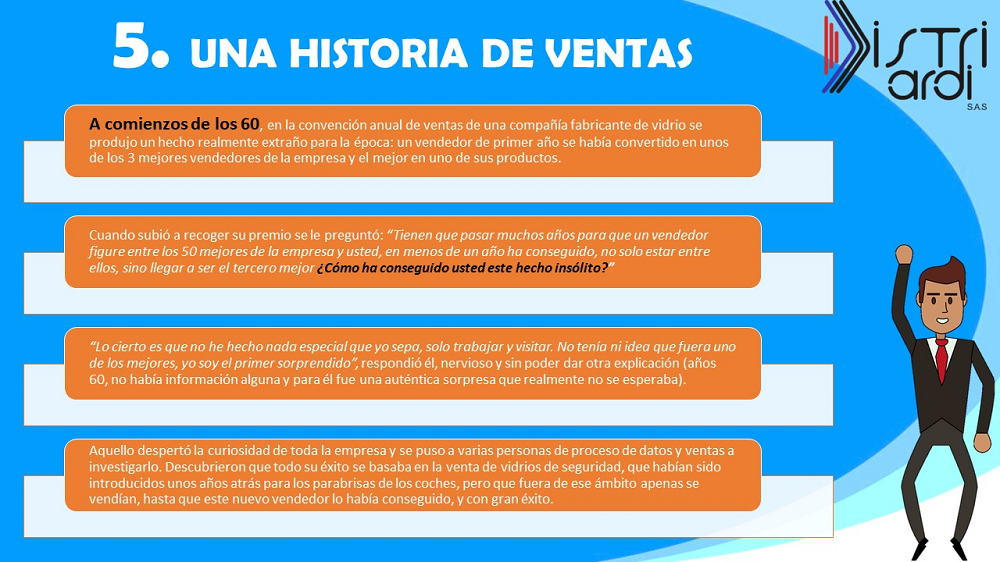 5. UNA HISTORIA DE VENTAS
DISTRI
ardi
S.A.S
A comienzos de los 60, en la convención anual de ventas de una compañía fabricante de vidrio se
produjo un hecho realmente extraño para la época: un vendedor de primer año se había convertido en unos
de los 3 mejores vendedores de la empresa y el mejor en uno de sus productos.
Cuando subió a recoger su premio se le preguntó: “Tienen que pasar muchos años para que un vendedor
figure entre los 50 mejores de la empresa y usted, en menos de un año ha conseguido, no solo estar entre
ellos, sino llegar a ser el tercero mejor ¿Cómo ha conseguido usted este hecho insólito?”
“Lo cierto es que no he hecho nada especial que yo sepa, solo trabajar y visitar. No tenía ni idea que fuera uno
de los mejores, yo soy el primer sorprendido”, respondió él, nervioso y sin poder dar otra explicación (años
60, no había información alguna y para él fue una auténtica sorpresa que realmente no se esperaba).
Aquello despertó la curiosidad de toda la empresa y se puso a varias personas de proceso de datos y ventas a
investigarlo. Descubrieron que todo su éxito se basaba en la venta de vidrios de seguridad, que habían sido
introducidos unos años atrás para los parabrisas de los coches, pero que fuera de ese ámbito apenas se
vendían, hasta que este nuevo vendedor lo había conseguido, y con gran éxito.